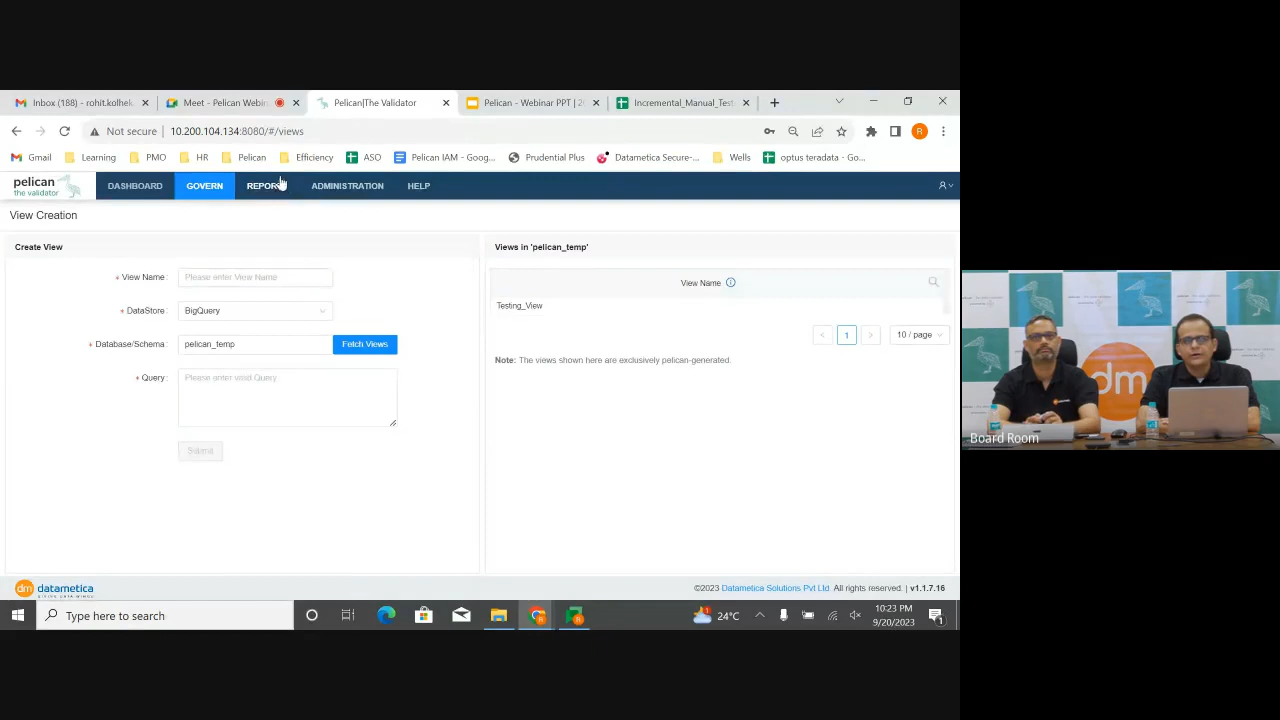 Inbox (188) - rohit.kolhek
Meet - Pelican Webin
Pelican|The Validator
Pelican - Webinar PPT | 2
Incremental_Manual_Test
Not secure | 10.200.104.134:8080/#/views
Gmail
Learning
PMO
HR
Pelican
Efficiency
ASO
Pelican IAM - Goog...
Prudential Plus
Datametica Secure-...
Wells
optus teradata - Go...
pelican
the validator
DASHBOARD
GOVERN
REPOR
ADMINISTRATION
HELP
View Creation
Create View
* View Name:
Please enter View Name
* DataStore:
BigQuery
* Database/Schema:
pelican_temp
Fetch Views
* Query:
Please enter valid Query
Submit
Views in 'pelican_temp'
View Name
Testing_View
< 1 >
10 / page
Note: The views shown here are exclusively pelican-generated.
dm
Board Room
dm datametica
©2023 Datametica Solutions Pvt Ltd. All rights reserved. | v1.1.7.16
Type here to search
24°C
10:23 PM
9/20/2023